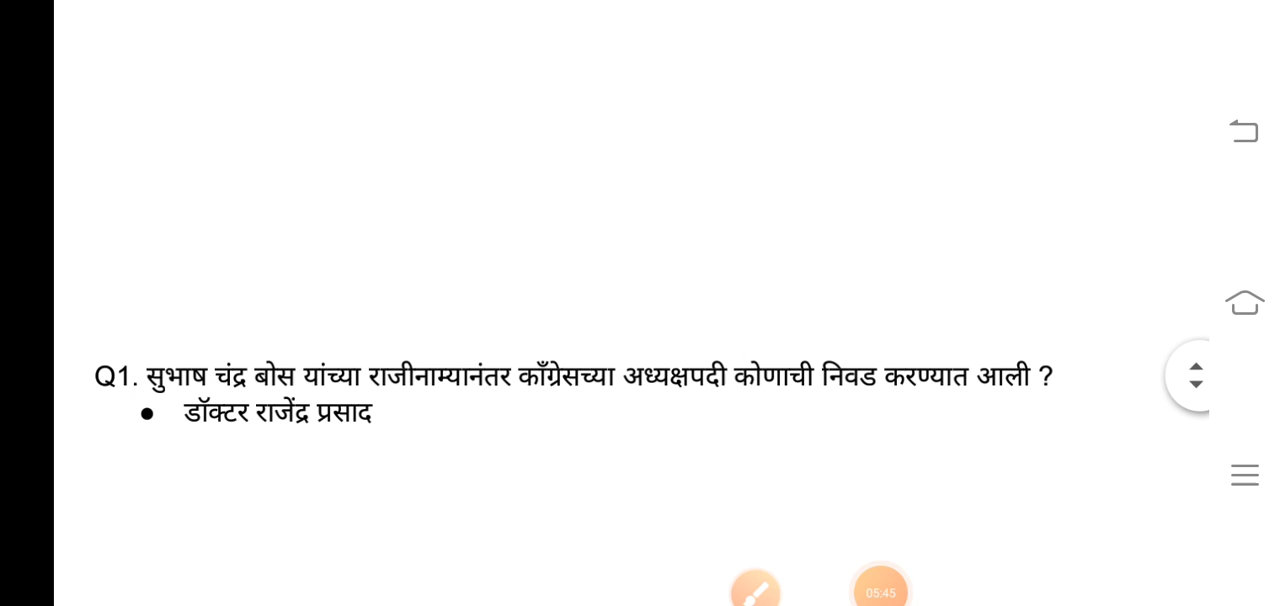 Q1. सुभाष चंद्र बोस यांच्या राजीनाम्यानंतर काँग्रेसच्या अध्यक्षपदी कोणाची निवड करण्यात आली ?
● डॉक्टर राजेंद्र प्रसाद
05:45